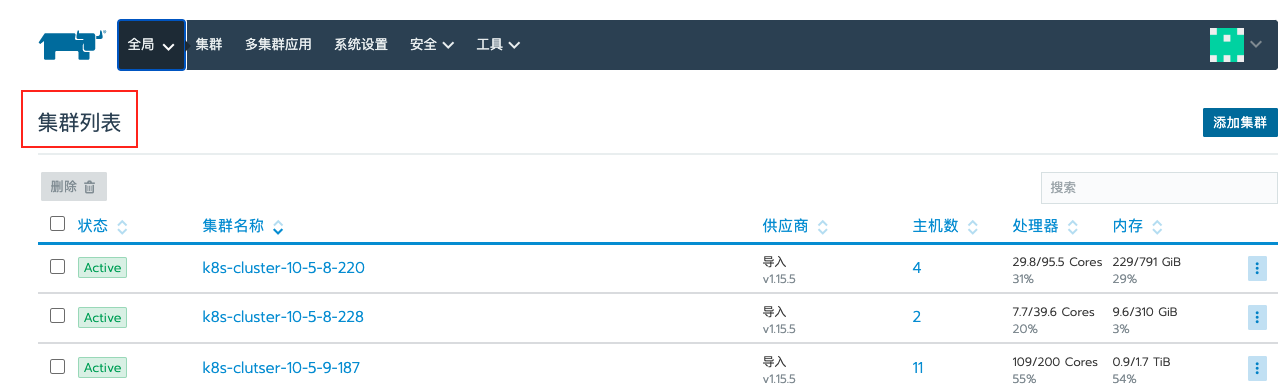 全局 集群 多集群应用 系统设置 安全 工具
集群列表
添加集群
删除
搜索
状态 集群名称 供应商 主机数 处理器 内存
Active k8s-cluster-10-5-8-220 导入 4 29.8/95.5 Cores 229/791 GiB
v1.15.5 31% 29%
Active k8s-cluster-10-5-8-228 导入 2 7.7/39.6 Cores 9.6/310 GiB
v1.15.5 20% 3%
Active k8s-clutser-10-5-9-187 导入 11 109/200 Cores 0.9/1.7 TiB
v1.15.5 55% 54%